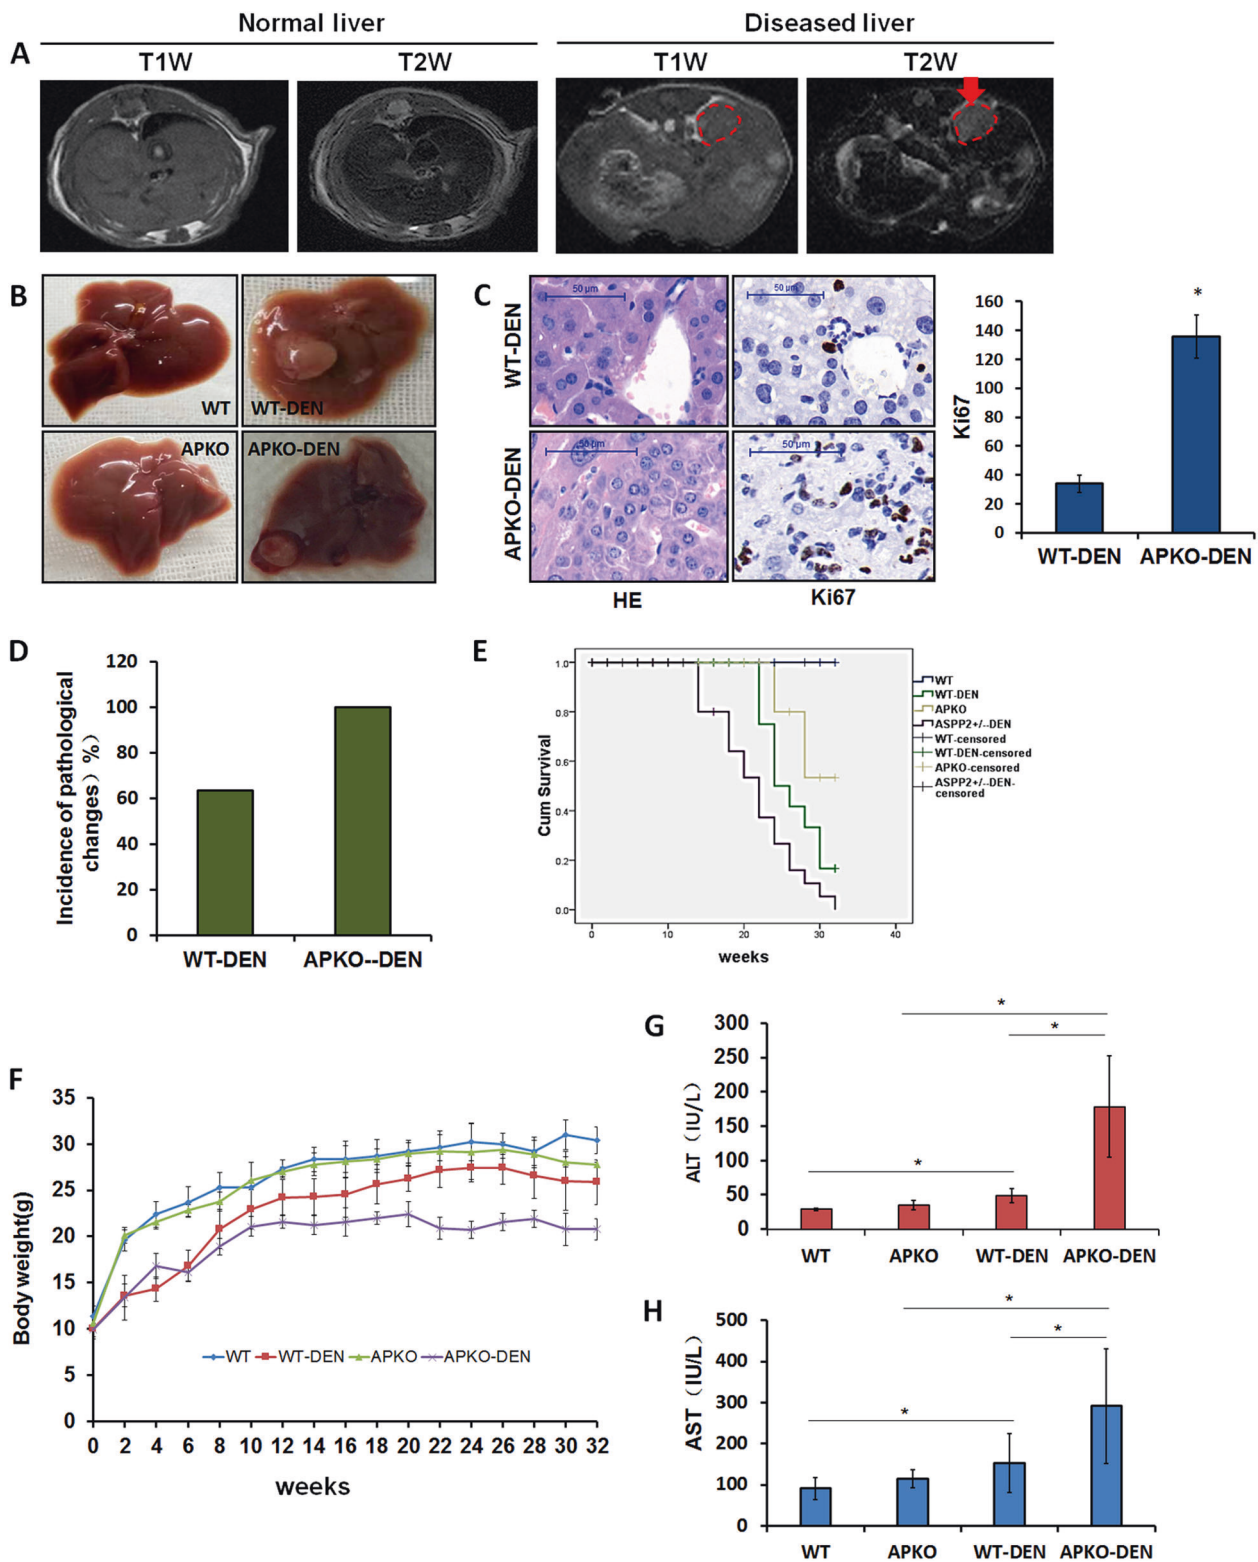 Normal liver
Diseased liver
A
T1W
T2W
T1W
T2W
B
WT
WT-DEN
APKO
APKO-DEN
C
WT-DEN
APKO-DEN
50 µm
50 µm
50 µm
50 µm
HE
Ki67
Ki67
160
140
120
100
80
60
40
20
0
*
WT-DEN
APKO-DEN
D
Incidence of pathological
changes）%）
120
100
80
60
40
20
0
WT-DEN
APKO--DEN
E
Cum Survival
1.0
0.8
0.6
0.4
0.2
0.0
0
10
20
30
40
weeks
WT
WT-DEN
APKO
ASPP2+/--DEN
WT-censored
WT-DEN-censored
APKO-censored
ASPP2+/--DEN-
censored
F
Body weight(g)
35
30
25
20
15
10
5
0
WT
WT-DEN
APKO
APKO-DEN
0 2 4 6 8 10 12 14 16 18 20 22 24 26 28 30 32
weeks
G
ALT（IU/L）
300
250
200
150
100
50
0
*
*
*
WT
APKO
WT-DEN
APKO-DEN
H
AST（IU/L）
500
400
300
200
100
0
*
*
*
WT
APKO
WT-DEN
APKO-DEN